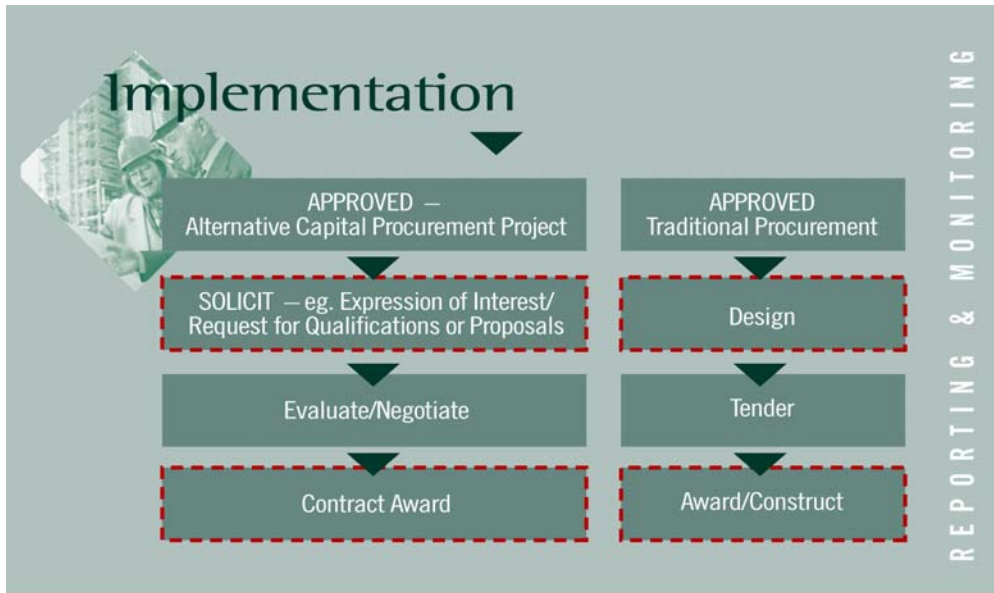 Implementation
APPROVED –
Alternative Capital Procurement Project
SOLICIT – eg. Expression of Interest/
Request for Qualifications or Proposals
Evaluate/Negotiate
Contract Award
APPROVED
Traditional Procurement
Design
Tender
Award/Construct
REPORTING & MONITORING